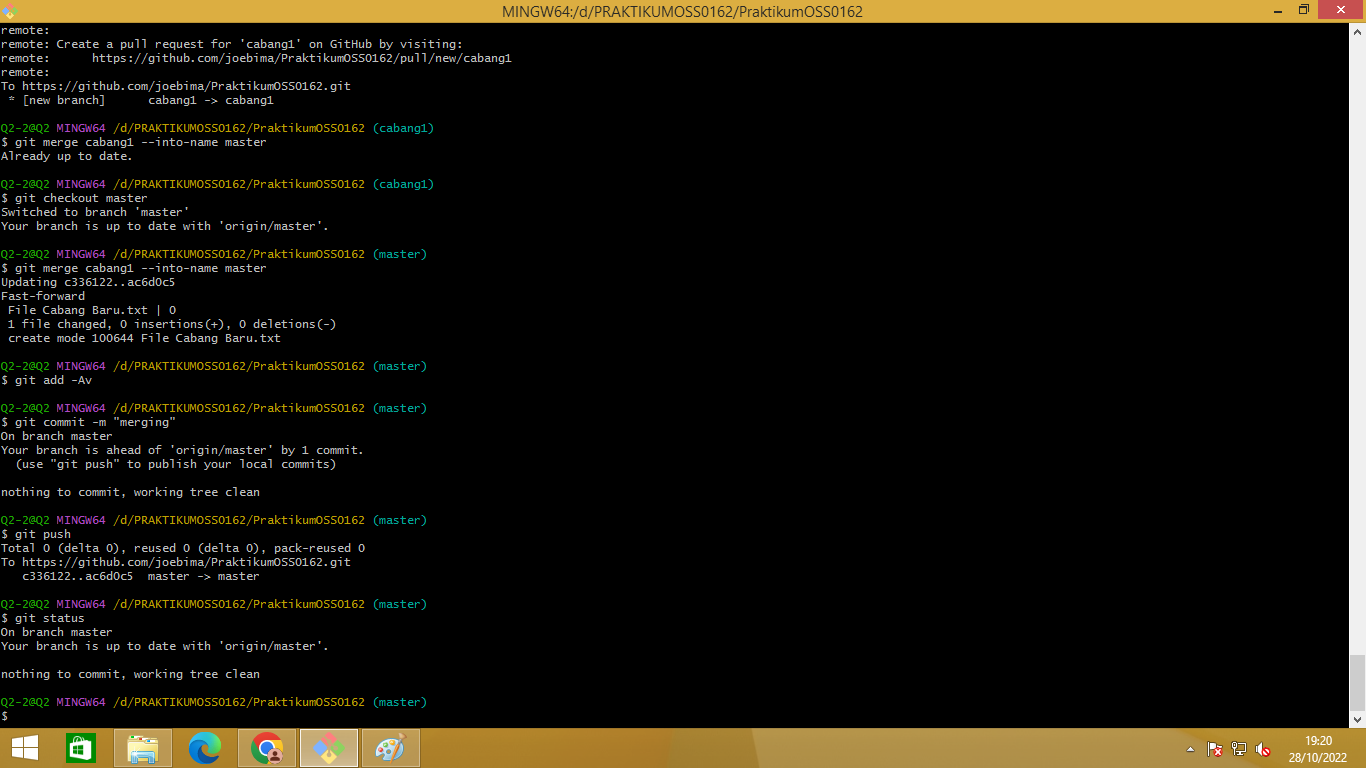 MINGW64:/d/PRAKTIKUMOSS0162/PraktikumOSS0162
remote:
remote: Create a pull request for 'cabang1' on GitHub by visiting:
remote:      https://github.com/joebima/PraktikumOSS0162/pull/new/cabang1
remote:
To https://github.com/joebima/PraktikumOSS0162.git
 * [new branch]      cabang1 -> cabang1
Q2-2@Q2 MINGW64 /d/PRAKTIKUMOSS0162/PraktikumOSS0162 (cabang1)
$ git merge cabang1 --into-name master
Already up to date.
Q2-2@Q2 MINGW64 /d/PRAKTIKUMOSS0162/PraktikumOSS0162 (cabang1)
$ git checkout master
Switched to branch 'master'
Your branch is up to date with 'origin/master'.
Q2-2@Q2 MINGW64 /d/PRAKTIKUMOSS0162/PraktikumOSS0162 (master)
$ git merge cabang1 --into-name master
Updating c336122..ac6d0c5
Fast-forward
 File Cabang Baru.txt | 0
 1 file changed, 0 insertions(+), 0 deletions(-)
 create mode 100644 File Cabang Baru.txt
Q2-2@Q2 MINGW64 /d/PRAKTIKUMOSS0162/PraktikumOSS0162 (master)
$ git add -Av
Q2-2@Q2 MINGW64 /d/PRAKTIKUMOSS0162/PraktikumOSS0162 (master)
$ git commit -m "merging"
On branch master
Your branch is ahead of 'origin/master' by 1 commit.
  (use "git push" to publish your local commits)
nothing to commit, working tree clean
Q2-2@Q2 MINGW64 /d/PRAKTIKUMOSS0162/PraktikumOSS0162 (master)
$ git push
Total 0 (delta 0), reused 0 (delta 0), pack-reused 0
To https://github.com/joebima/PraktikumOSS0162.git
   c336122..ac6d0c5  master -> master
Q2-2@Q2 MINGW64 /d/PRAKTIKUMOSS0162/PraktikumOSS0162 (master)
$ git status
On branch master
Your branch is up to date with 'origin/master'.
nothing to commit, working tree clean
Q2-2@Q2 MINGW64 /d/PRAKTIKUMOSS0162/PraktikumOSS0162 (master)
$
19:20
28/10/2022